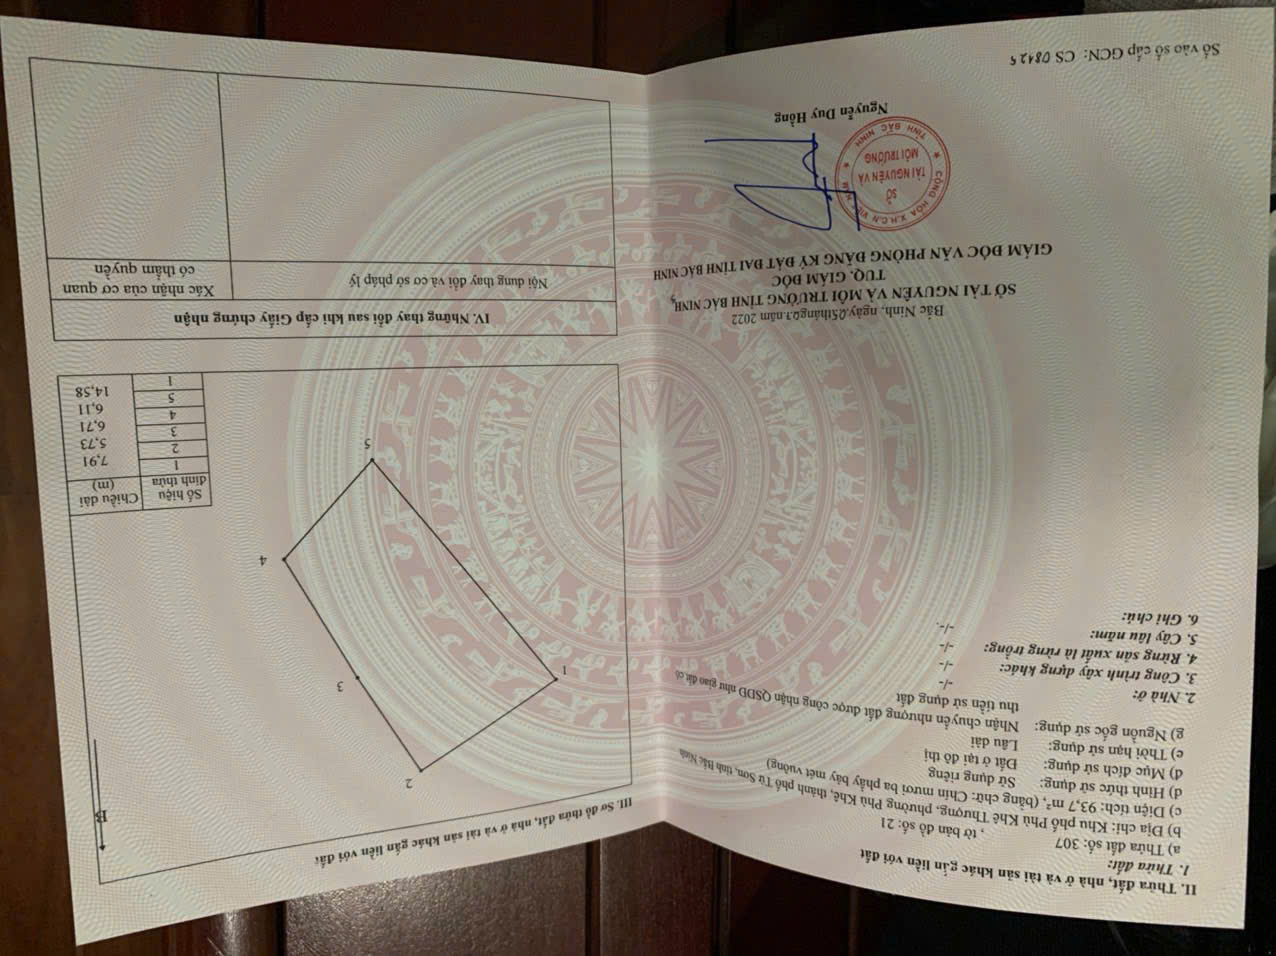 II. Thửa đất, nhà ở và tài sản khác gắn liền với đất
1. Thửa đất:
a) Thửa đất số: 307 , tờ bản đồ số: 21
b) Địa chỉ: Khu phố Phù Khê Thượng, phường Phù Khê, thành phố Từ Sơn, tỉnh Bắc Ninh
c) Diện tích: 93,7 m², (bằng chữ: Chín mươi ba phẩy bảy mét vuông)
d) Hình thức sử dụng: Sử dụng riêng
đ) Mục đích sử dụng: Đất ở tại đô thị
e) Thời hạn sử dụng: Lâu dài
g) Nguồn gốc sử dụng: Nhận chuyển nhượng đất được công nhận QSDĐ như giao đất có
thu tiền sử dụng đất
2. Nhà ở: -/-
3. Công trình xây dựng khác: -/-
4. Rừng sản xuất là rừng trồng: -/-
5. Cây lâu năm: -/-.
6. Ghi chú:
Bắc Ninh, ngày 05 tháng 03 năm 2022
SỞ TÀI NGUYÊN VÀ MÔI TRƯỜNG TỈNH BẮC NINH
TUQ. GIÁM ĐỐC
GIÁM ĐỐC VĂN PHÒNG ĐĂNG KÝ ĐẤT ĐAI TỈNH BẮC NINH
CỘNG HÒA X.H.C.N VIỆT NAM
SỞ
TÀI NGUYÊN VÀ
MÔI TRƯỜNG
TỈNH BẮC NINH
Nguyễn Duy Hồng
Số vào sổ cấp GCN: CS 08425
III. Sơ đồ thửa đất, nhà ở và tài sản khác gắn liền với đất
B
1
2
3
4
5
Số hiệu đỉnh thửa Chiều dài (m)
1
7,91
2
5,73
3
6,71
4
6,11
5
14,58
1
IV. Những thay đổi sau khi cấp Giấy chứng nhận
Nội dung thay đổi và cơ sở pháp lý
Xác nhận của cơ quan
có thẩm quyền